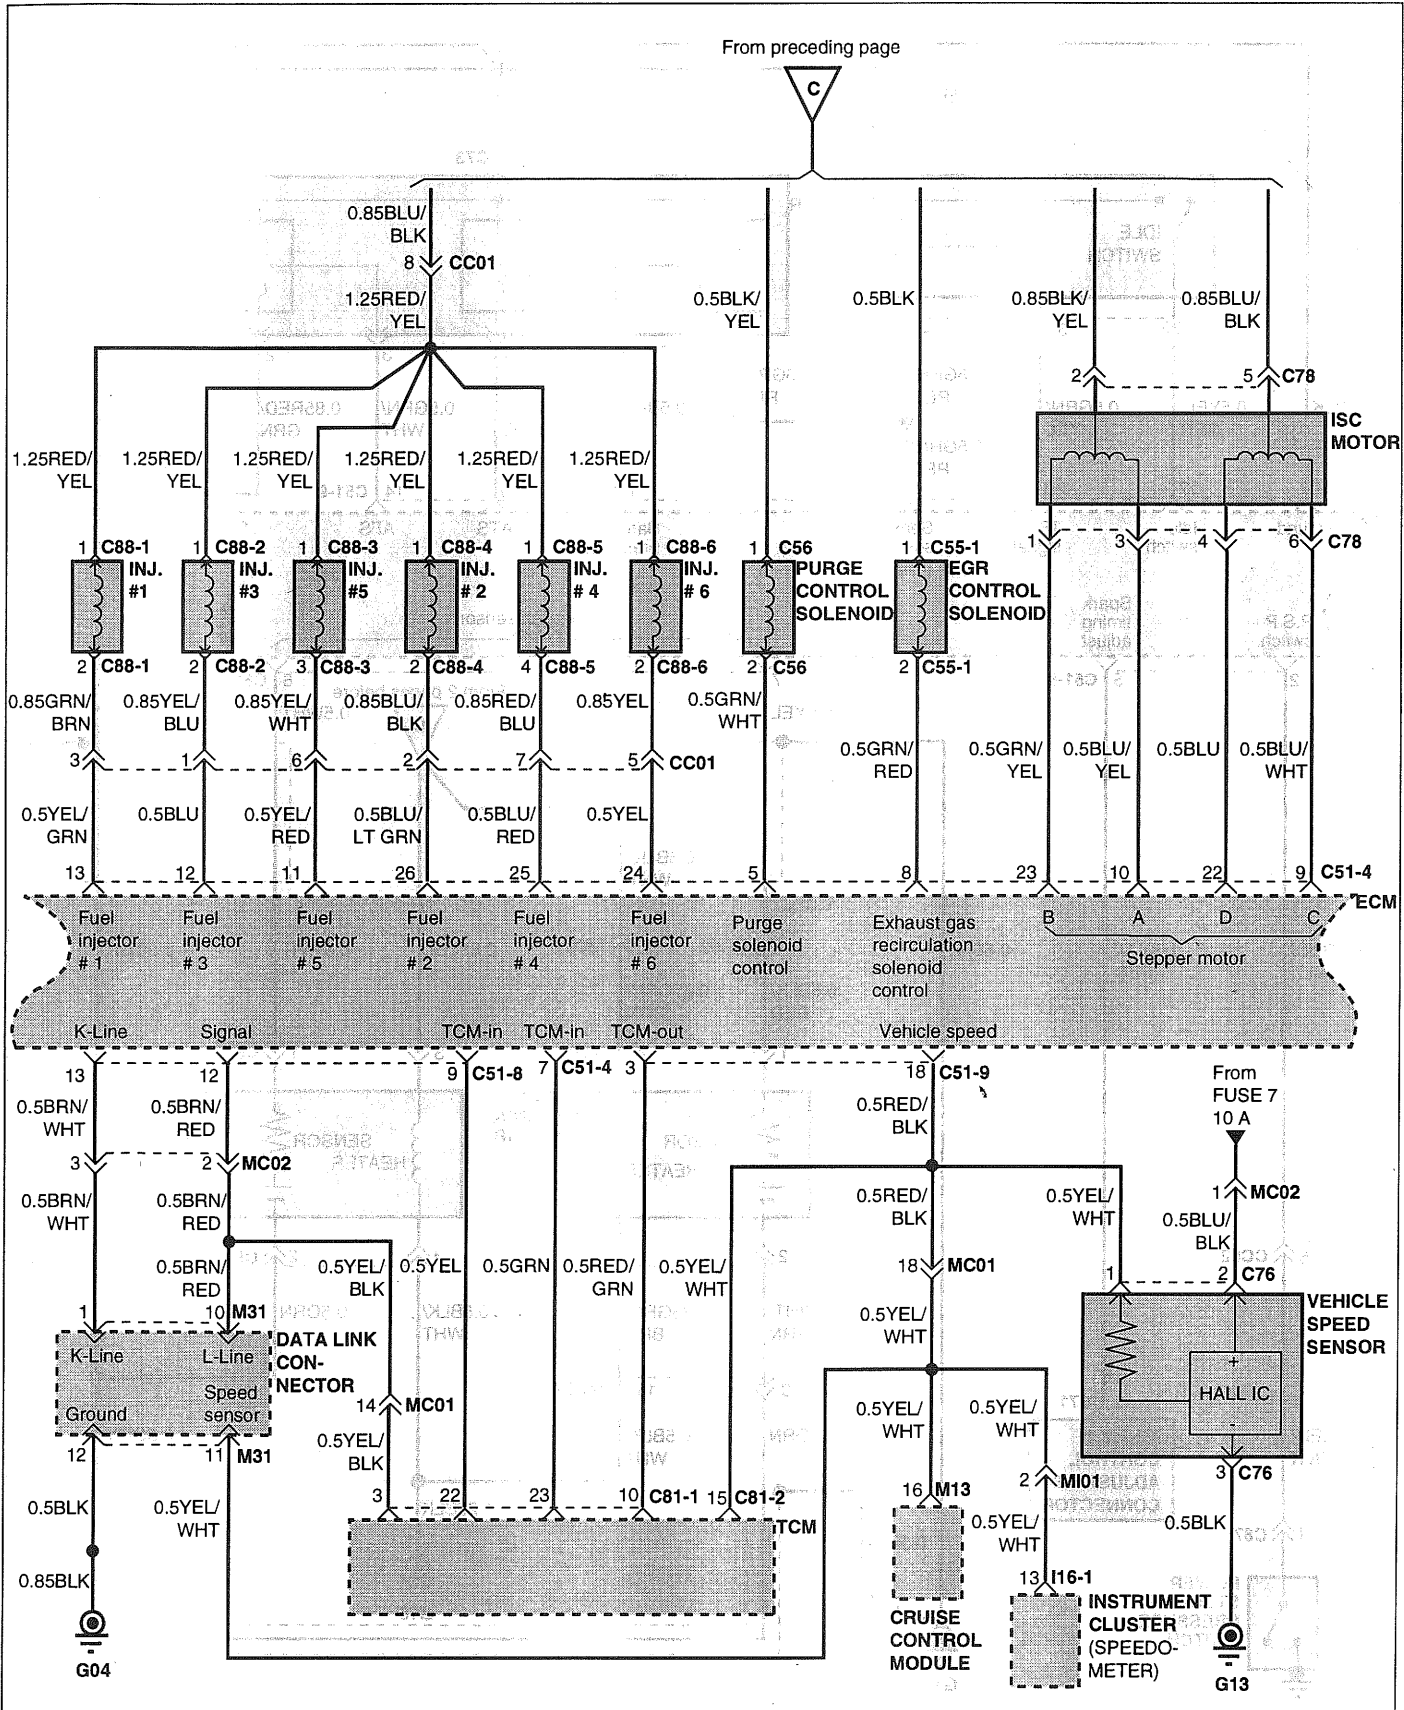 From preceding page
C
0.85BLU/
BLK
8 CC01
1.25RED/
YEL
0.5BLK/
YEL
0.5BLK
0.85BLK/
YEL
0.85BLU/
BLK
2 5 C78
ISC
MOTOR
1.25RED/ 1.25RED/ 1.25RED/ 1.25RED/ 1.25RED/ 1.25RED/
YEL YEL YEL YEL YEL YEL
1 3 4 6 C78
1 C88-1 1 C88-2 1 C88-3 1 C88-4 1 C88-5 1 C88-6 1 C56 1 C55-1
INJ. INJ. INJ. INJ. INJ. INJ. PURGE EGR
#1 #3 #5 # 2 # 4 # 6 CONTROL CONTROL
SOLENOID SOLENOID
2 C88-1 2 C88-2 3 C88-3 2 C88-4 4 C88-5 2 C88-6 2 C56 2 C55-1
0.85GRN/ 0.85YEL/ 0.85YEL/ 0.85BLU/ 0.85RED/ 0.85YEL 0.5GRN/
BRN BLU WHT BLK BLU WHT
0.5GRN/ 0.5GRN/ 0.5BLU/ 0.5BLU 0.5BLU/
RED YEL YEL WHT
3 1 6 2 7 5 CC01
0.5YEL/ 0.5BLU 0.5YEL/ 0.5BLU/ 0.5BLU/ 0.5YEL
GRN RED LT GRN RED
13 12 11 26 25 24 5 8 23 10 22 9 C51-4
ECM
Fuel Fuel Fuel Fuel Fuel Fuel Purge Exhaust gas B A D C
injector injector injector injector injector injector solenoid recirculation
# 1 # 3 # 5 # 2 # 4 # 6 control solenoid Stepper motor
control
K-Line Signal TCM-in TCM-in TCM-out Vehicle speed
13 12 9 C51-8 7 C51-4 3 18 C51-9
From
FUSE 7
10 A
0.5BRN/ 0.5BRN/ 0.5RED/
WHT RED BLK
3 2 MC02
1 MC02
0.5BRN/ 0.5BRN/ 0.5RED/ 0.5YEL/ 0.5BLU/
WHT RED BLK WHT BLK
0.5BRN/ 0.5YEL/ 0.5YEL 0.5GRN 0.5RED/ 0.5YEL/
RED BLK GRN WHT
18 MC01
1 2 C76
1 10 M31
0.5YEL/
WHT
VEHICLE
SPEED
SENSOR
DATA LINK
CON-
NECTOR
K-Line L-Line
Speed
Ground sensor
+
HALL IC
-
14 MC01
0.5YEL/ 0.5YEL/
WHT WHT
12 11 M31
0.5YEL/
BLK
3 C76
2 MI01
3 22 23 10 C81-1 15 C81-2
16 M13
TCM
0.5BLK 0.5YEL/
WHT
0.5YEL/
WHT
0.5BLK
0.85BLK
13 I16-1
CRUISE
CONTROL
MODULE
INSTRUMENT
CLUSTER
(SPEEDO-
METER)
G04
G13